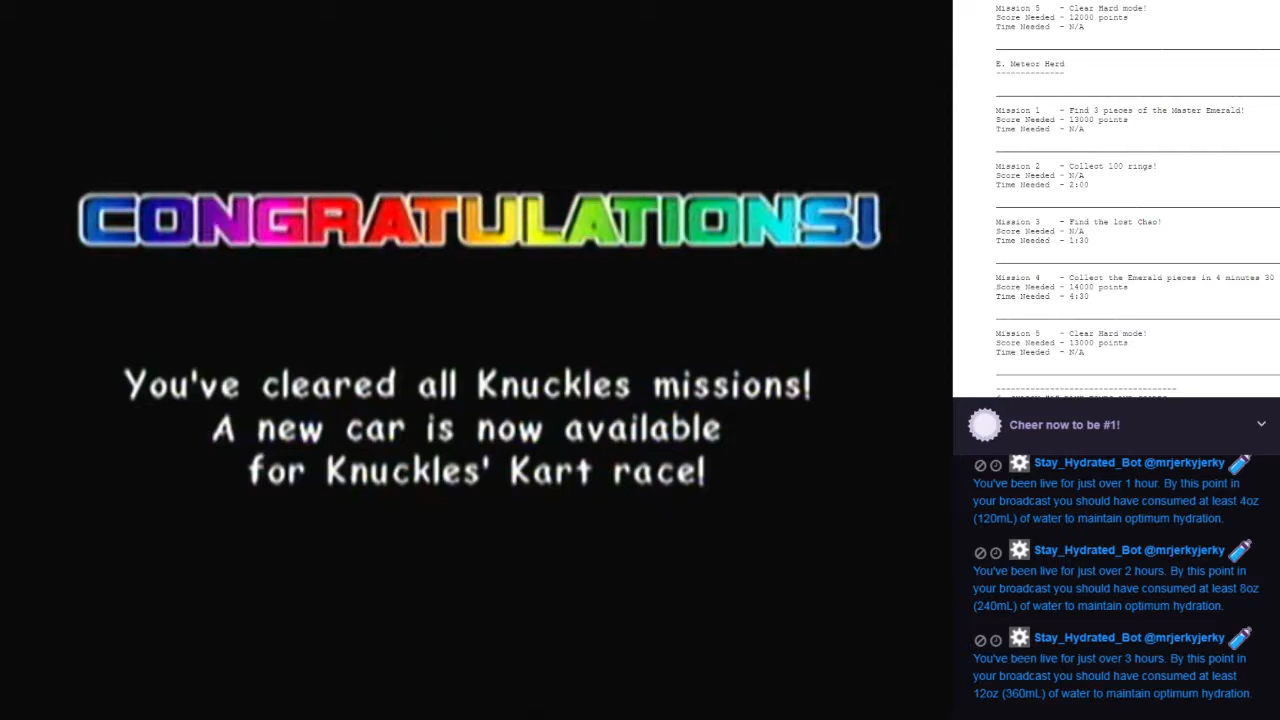 CONGRATULATIONS!
You've cleared all Knuckles missions!
A new car is now available
for Knuckles' Kart race!
Mission 5 - Clear Hard mode!
Score Needed - 12000 points
Time Needed - N/A
E. Meteor Herd
--------------
Mission 1 - Find 3 pieces of the Master Emerald!
Score Needed - 13000 points
Time Needed - N/A
Mission 2 - Collect 100 rings!
Score Needed - N/A
Time Needed - 2:00
Mission 3 - Find the lost Chao!
Score Needed - N/A
Time Needed - 1:30
Mission 4 - Collect the Emerald pieces in 4 minutes 30
Score Needed - 14000 points
Time Needed - 4:30
Mission 5 - Clear Hard mode!
Score Needed - 13000 points
Time Needed - N/A
Cheer now to be #1!
Stay_Hydrated_Bot @mrjerkyjerky
You've been live for just over 1 hour. By this point in
your broadcast you should have consumed at least 4oz
(120mL) of water to maintain optimum hydration.
Stay_Hydrated_Bot @mrjerkyjerky
You've been live for just over 2 hours. By this point in
your broadcast you should have consumed at least 8oz
(240mL) of water to maintain optimum hydration.
Stay_Hydrated_Bot @mrjerkyjerky
You've been live for just over 3 hours. By this point in
your broadcast you should have consumed at least
12oz (360mL) of water to maintain optimum hydration.